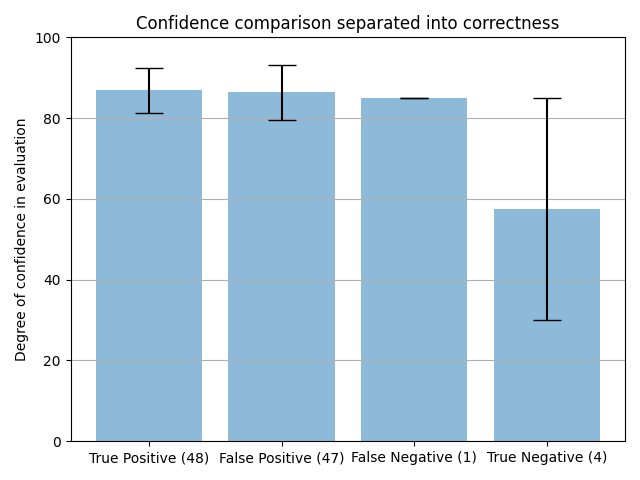 Confidence comparison separated into correctness
100
80
60
40
20
0
Degree of confidence in evaluation
True Positive (48)
False Positive (47)
False Negative (1)
True Negative (4)